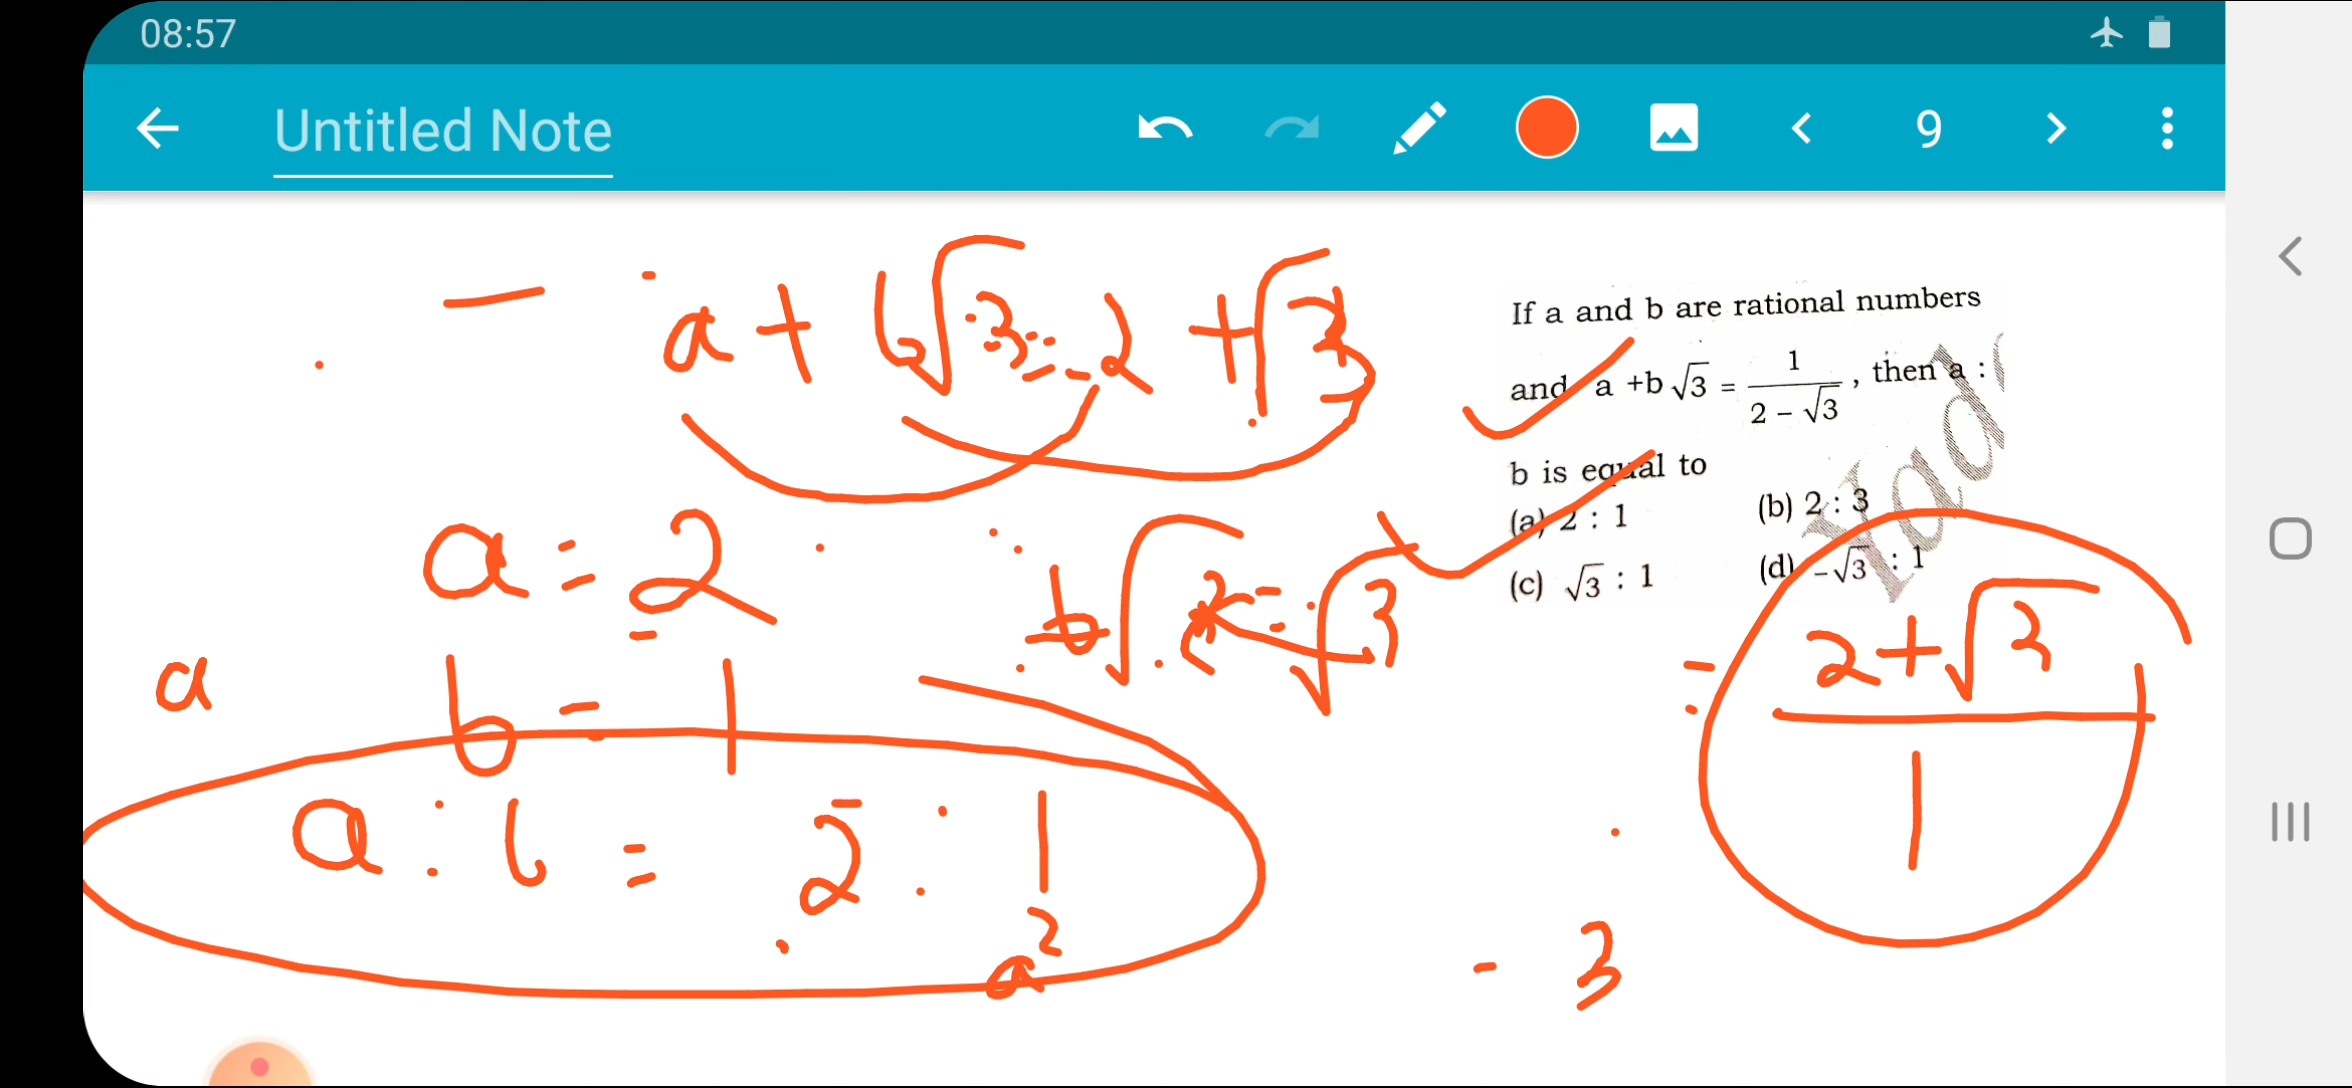 08:57
Untitled Note
9
a + b√3 = 2 + √3
If a and b are rational numbers
and a +b √3 = 1 / (2 − √3) , then a :
b is equal to
(a) 2 : 1 (b) 2 : 3
(c) √3 : 1 (d) −√3 : 1
a = 2
b√3 = √3
= 2+√3 / 1
a
b = 1
a : b = 2 : 1
a²
- 3